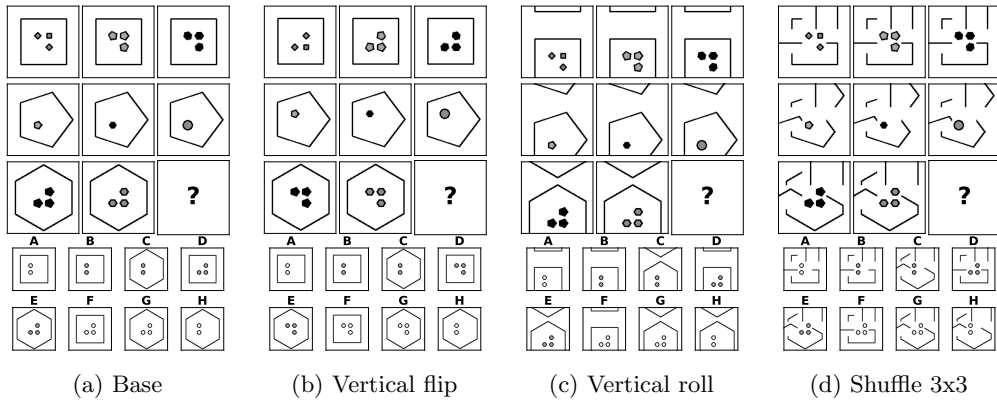 ? ? ? ?
A B C D A B C D A B C D A B C D
E F G H E F G H E F G H E F G H
(a) Base (b) Vertical flip (c) Vertical roll (d) Shuffle 3x3